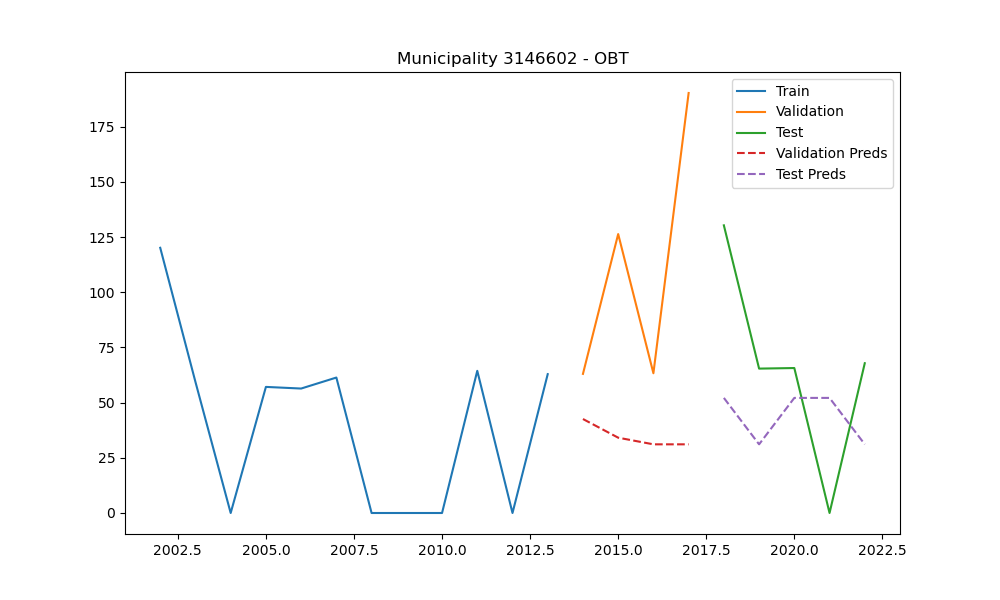 Municipality 3146602 - OBT
Train
Validation
Test
Validation Preds
Test Preds
175
150
125
100
75
50
25
0
2002.5 2005.0 2007.5 2010.0 2012.5 2015.0 2017.5 2020.0 2022.5